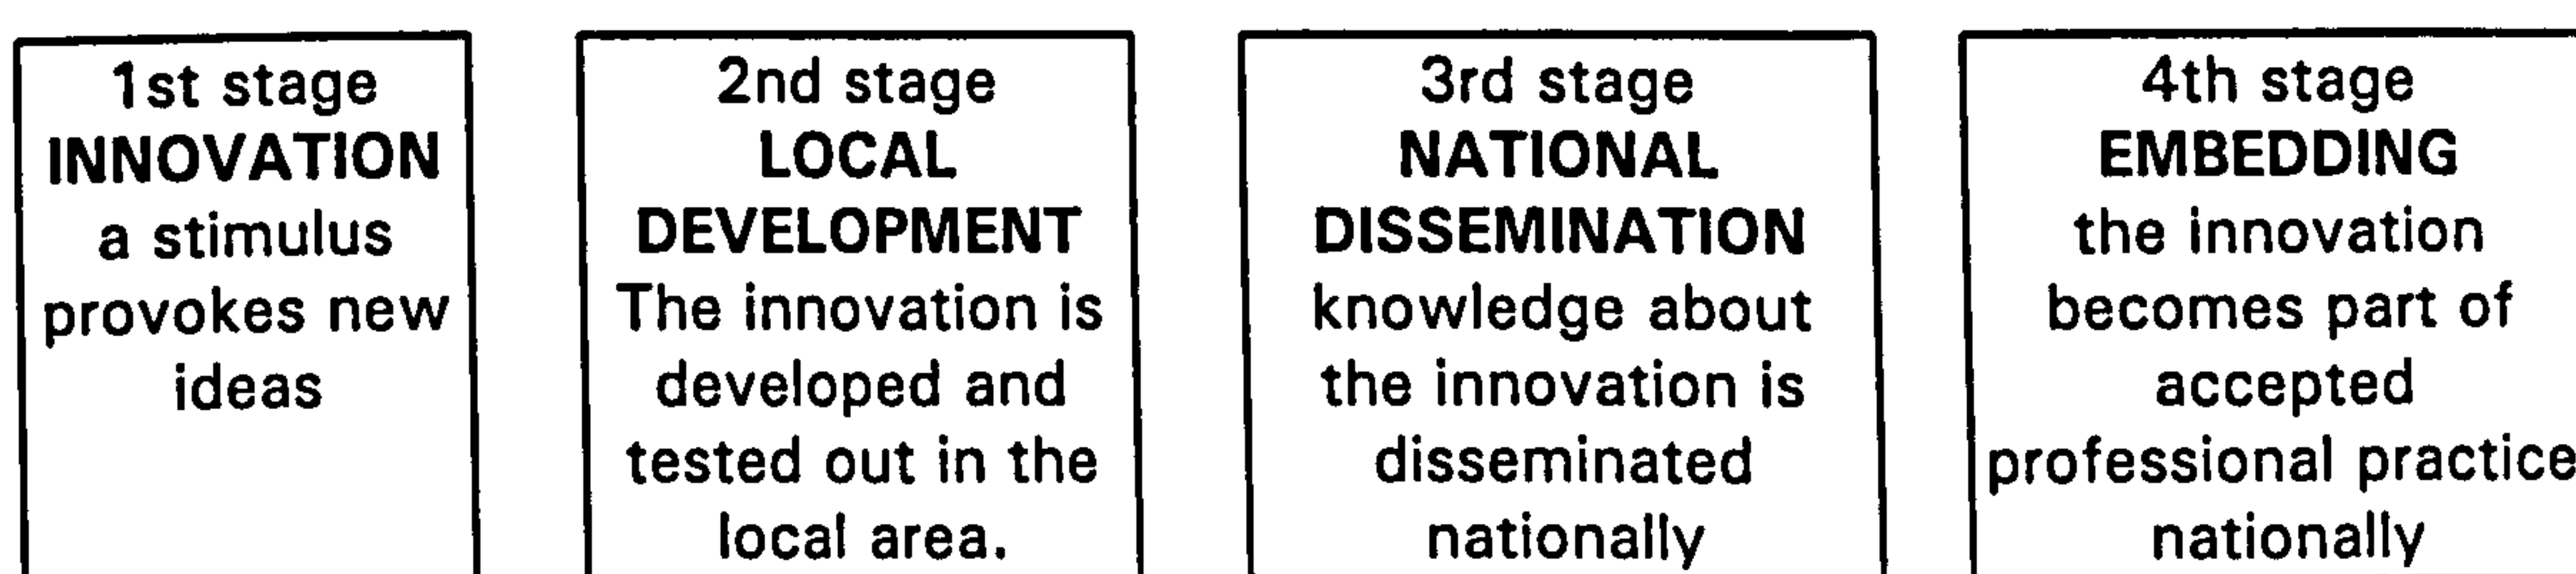 1st stage
INNOVATION
a stimulus
provokes new
ideas
2nd stage
LOCAL
DEVELOPMENT
The innovation is
developed and
tested out in the
local area.
3rd stage
NATIONAL
DISSEMINATION
knowledge about
the innovation is
disseminated
nationally
4th stage
EMBEDDING
the innovation
becomes part of
accepted
professional practice
nationally